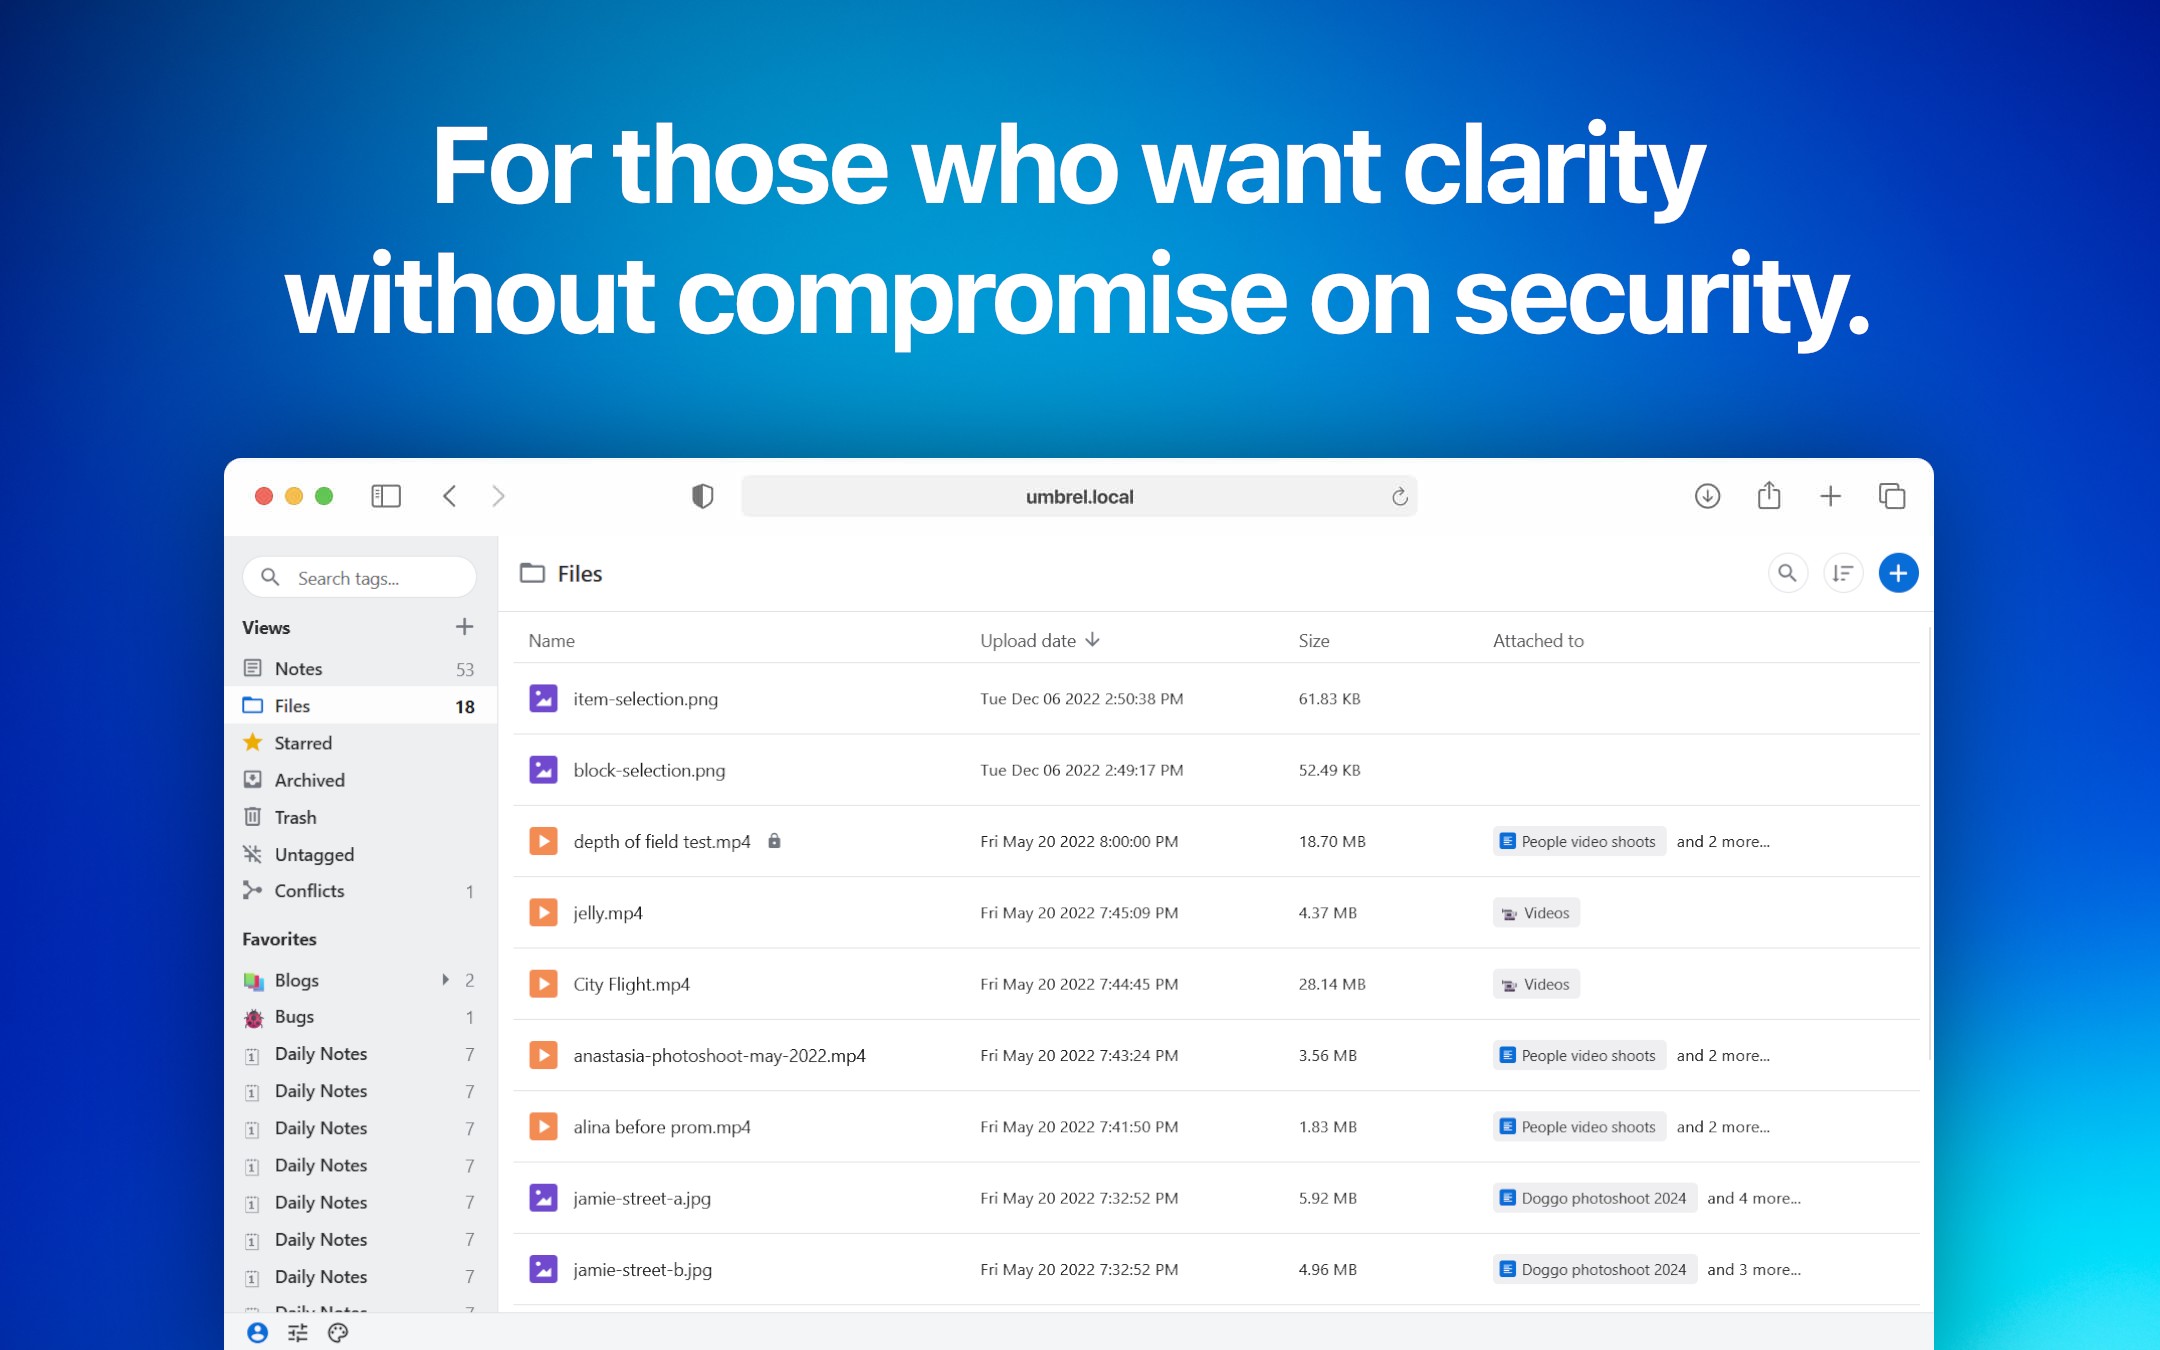 For those who want clarity
without compromise on security.
umbrel.local
Search tags...
Views
Notes 53
Files 18
Starred
Archived
Trash
Untagged
Conflicts 1
Favorites
Blogs 2
Bugs 1
Daily Notes 7
Daily Notes 7
Daily Notes 7
Daily Notes 7
Daily Notes 7
Daily Notes 7
Daily Notes 7
Daily Notes 7
Files
Name Upload date Size Attached to
item-selection.png Tue Dec 06 2022 2:50:38 PM 61.83 KB
block-selection.png Tue Dec 06 2022 2:49:17 PM 52.49 KB
depth of field test.mp4 Fri May 20 2022 8:00:00 PM 18.70 MB People video shoots and 2 more...
jelly.mp4 Fri May 20 2022 7:45:09 PM 4.37 MB Videos
City Flight.mp4 Fri May 20 2022 7:44:45 PM 28.14 MB Videos
anastasia-photoshoot-may-2022.mp4 Fri May 20 2022 7:43:24 PM 3.56 MB People video shoots and 2 more...
alina before prom.mp4 Fri May 20 2022 7:41:50 PM 1.83 MB People video shoots and 2 more...
jamie-street-a.jpg Fri May 20 2022 7:32:52 PM 5.92 MB Doggo photoshoot 2024 and 4 more...
jamie-street-b.jpg Fri May 20 2022 7:32:52 PM 4.96 MB Doggo photoshoot 2024 and 3 more...